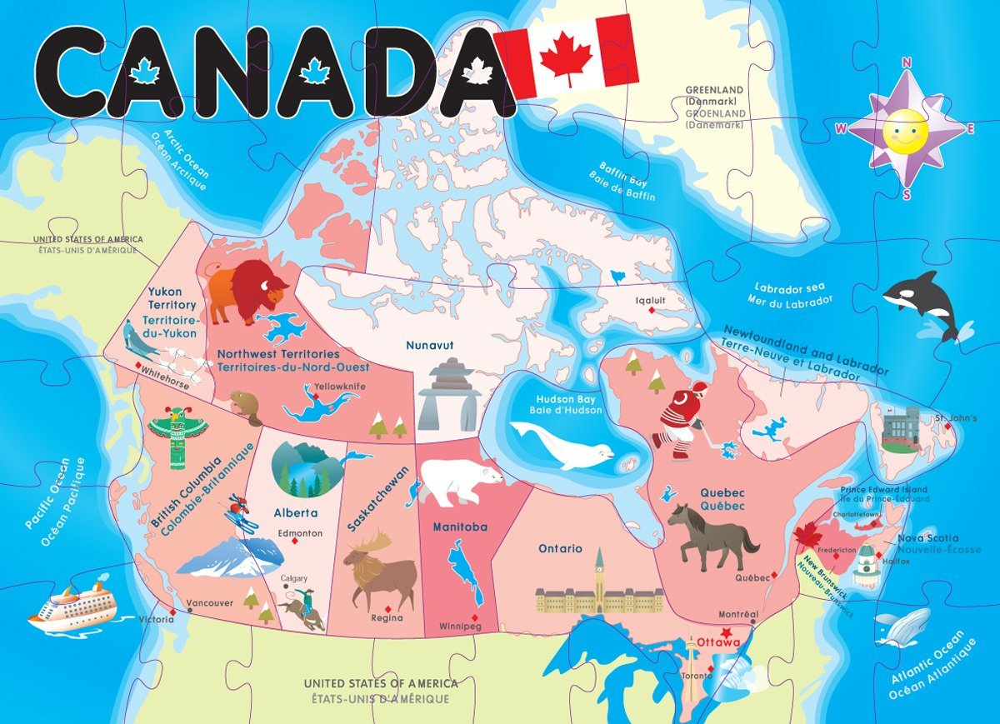 CANADA
GREENLAND
(Denmark)
GROENLAND
(Danemark)
N
W
E
S
Arctic Ocean
Océan Arctique
Baffin Bay
Baie de Baffin
UNITED STATES OF AMERICA
ÉTATS-UNIS D'AMÉRIQUE
Yukon
Territory
Territoire-
du-Yukon
Whitehorse
Northwest Territories
Territoires-du-Nord-Ouest
Yellowknife
Nunavut
Iqaluit
Labrador sea
Mer du Labrador
Newfoundland and Labrador
Terre-Neuve et Labrador
St. John's
Hudson Bay
Baie d'Hudson
Pacific Ocean
Océan Pacifique
British Columbia
Colombie-Britannique
Vancouver
Victoria
Alberta
Edmonton
Calgary
Saskatchewan
Regina
Manitoba
Winnipeg
Ontario
Ottawa
Toronto
Quebec
Québec
Québec
Montréal
Prince Edward Island
Île du Prince-Édouard
Charlottetown
Nova Scotia
Nouvelle-Écosse
Halifax
Fredericton
New Brunswick
Nouveau-Brunswick
Atlantic Ocean
Océan Atlantique
UNITED STATES OF AMERICA
ÉTATS-UNIS D'AMÉRIQUE